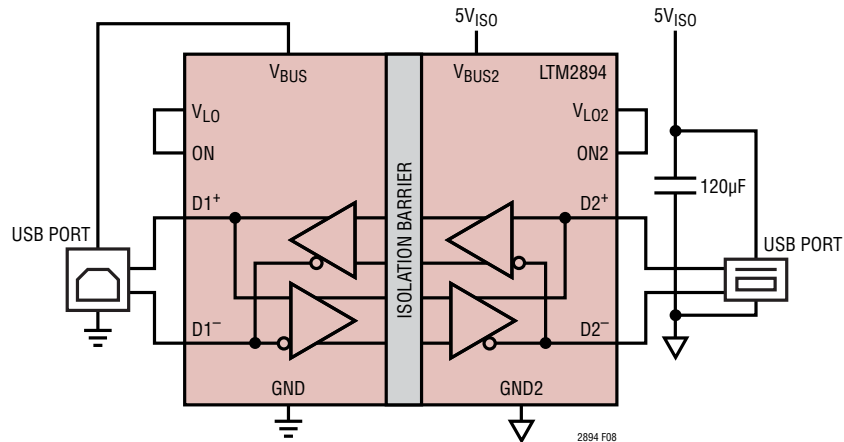 5V_ISO
5V_ISO
V_BUS
V_BUS2
LTM2894
V_LO
V_LO2
ON
ON2
120µF
D1+
D2+
ISOLATION BARRIER
USB PORT
USB PORT
D1−
D2−
GND
GND2
2894 F08